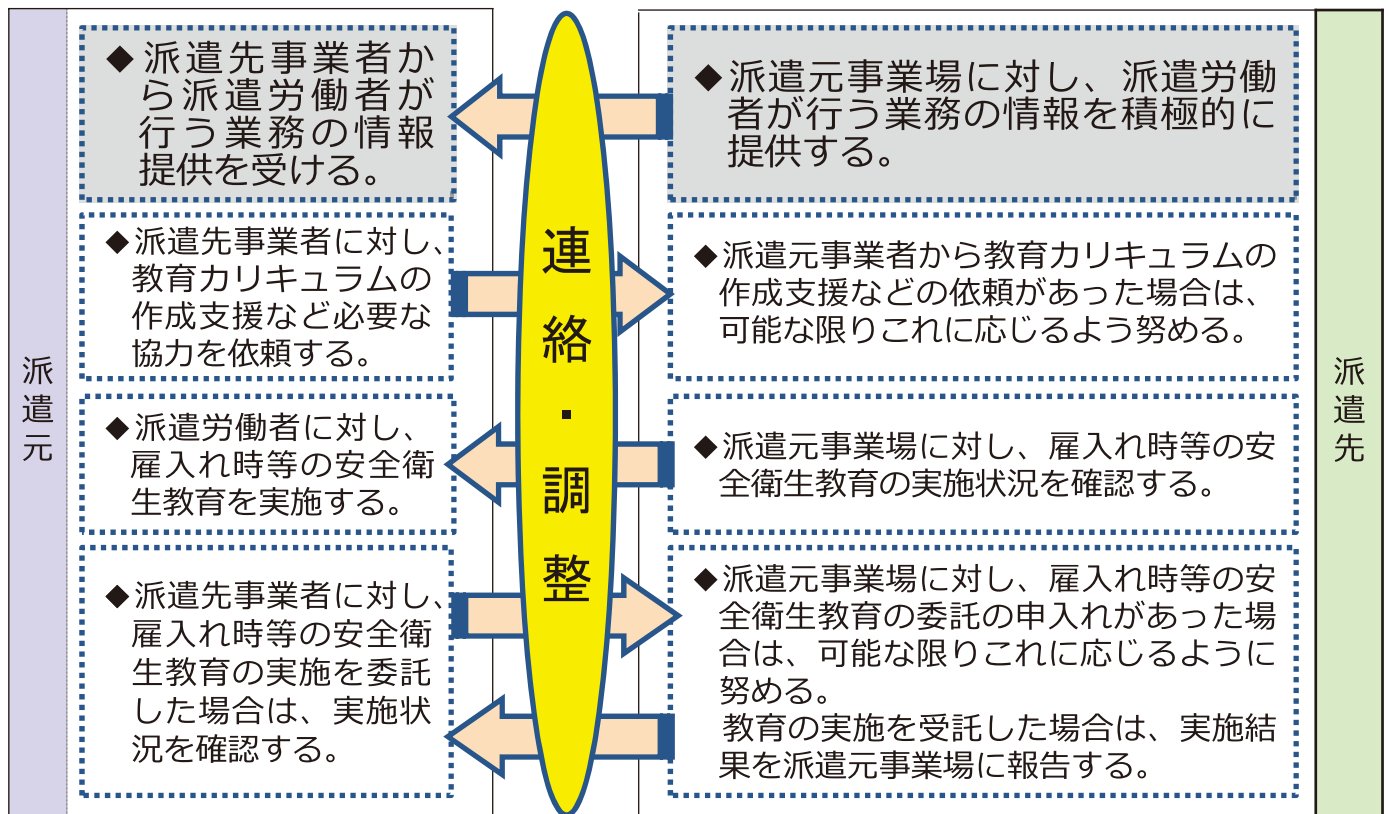 派遣元
◆派遣先事業者か
ら派遣労働者が
行う業務の情報
提供を受ける。
◆派遣先事業者に対し、
教育カリキュラムの
作成支援など必要な
協力を依頼する。
◆派遣労働者に対し、
雇入れ時等の安全衛
生教育を実施する。
◆派遣先事業者に対し、
雇入れ時等の安全衛
生教育の実施を委託
した場合は、実施状
況を確認する。
連絡・調整
◆派遣元事業場に対し、派遣労働
者が行う業務の情報を積極的に
提供する。
◆派遣元事業者から教育カリキュラムの
作成支援などの依頼があった場合は、
可能な限りこれに応じるよう努める。
◆派遣元事業場に対し、雇入れ時等の安
全衛生教育の実施状況を確認する。
◆派遣元事業場に対し、雇入れ時等の安
全衛生教育の委託の申入れがあった場
合は、可能な限りこれに応じるように
努める。
教育の実施を受託した場合は、実施結
果を派遣元事業場に報告する。
派遣先